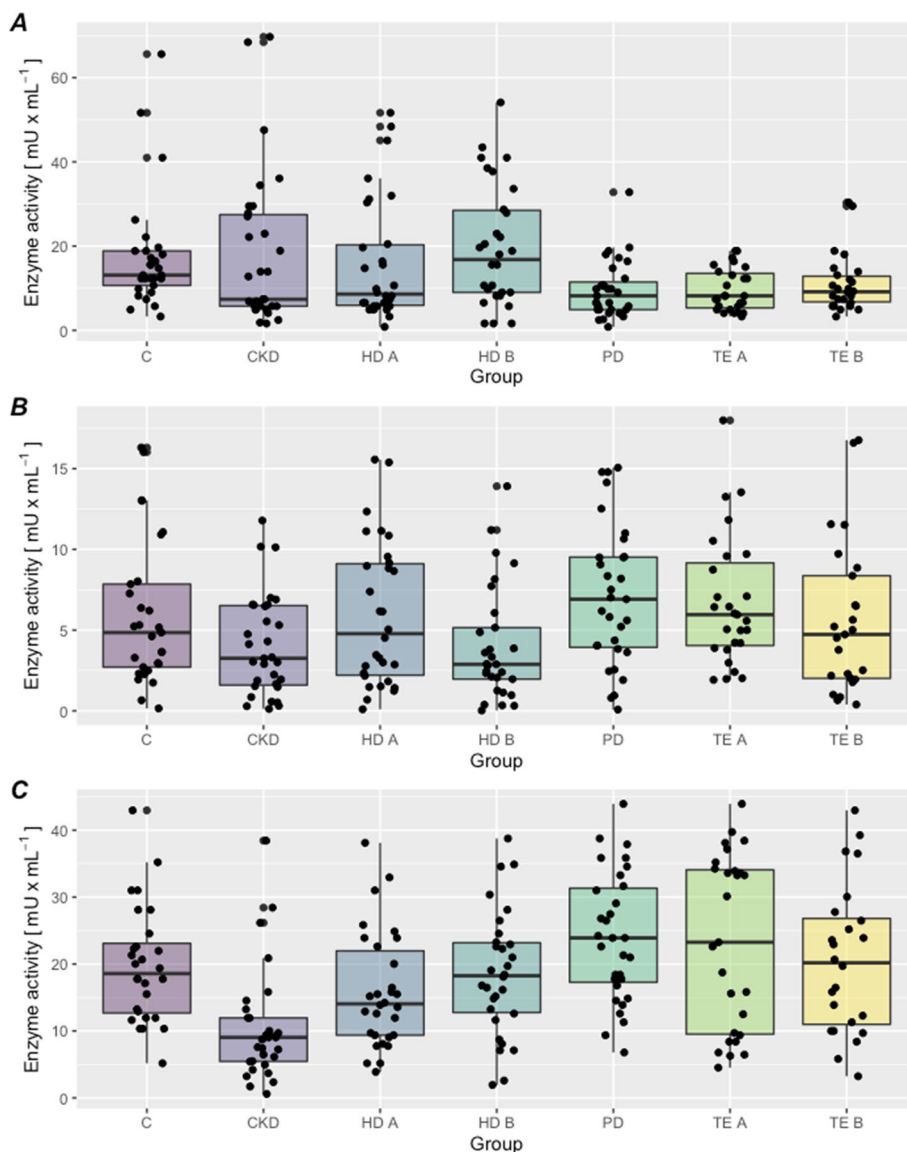 A
Enzyme activity [ mU x mL⁻¹ ]
60
40
20
0
C CKD HD A HD B PD TE A TE B
Group
B
Enzyme activity [ mU x mL⁻¹ ]
15
10
5
0
C CKD HD A HD B PD TE A TE B
Group
C
Enzyme activity [ mU x mL⁻¹ ]
40
30
20
10
0
C CKD HD A HD B PD TE A TE B
Group